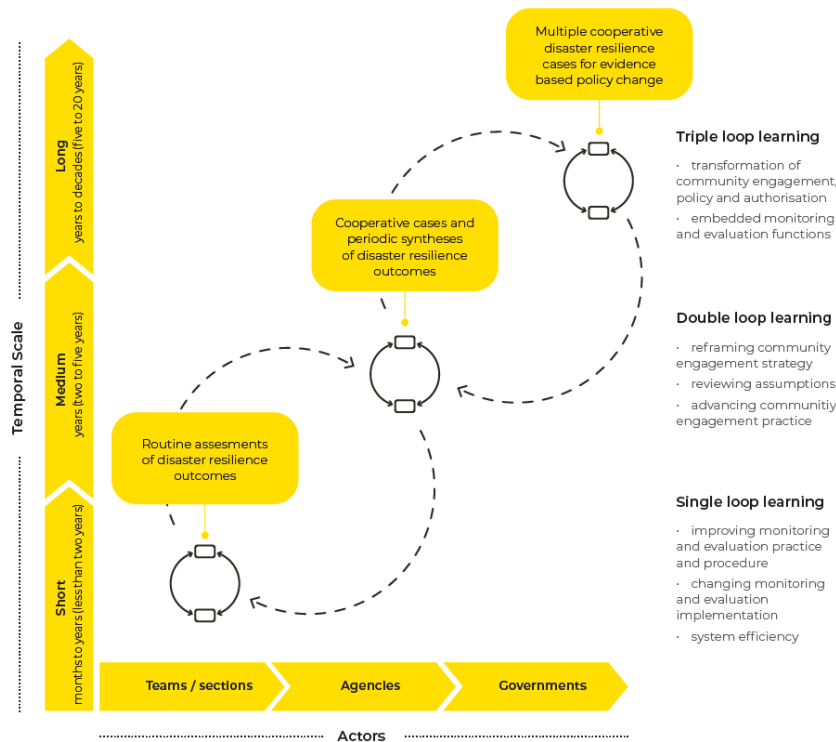 Multiple cooperative
disaster resilience
cases for evidence
based policy change
Triple loop learning
· transformation of
community engagement,
policy and authorisation
· embedded monitoring
and evaluation functions
Cooperative cases and
periodic syntheses
of disaster resilience
outcomes
Double loop learning
· reframing community
engagement strategy
· reviewing assumptions
· advancing communitiy
engagement practice
Routine assesments
of disaster resilience
outcomes
Single loop learning
· improving monitoring
and evaluation practice
and procedure
· changing monitoring
and evaluation
implementation
· system efficiency
Temporal Scale
Long
years to decades (five to 20 years)
Medium
years (two to five years)
Short
months to years (less than two years)
Teams / sections
Agencies
Governments
Actors